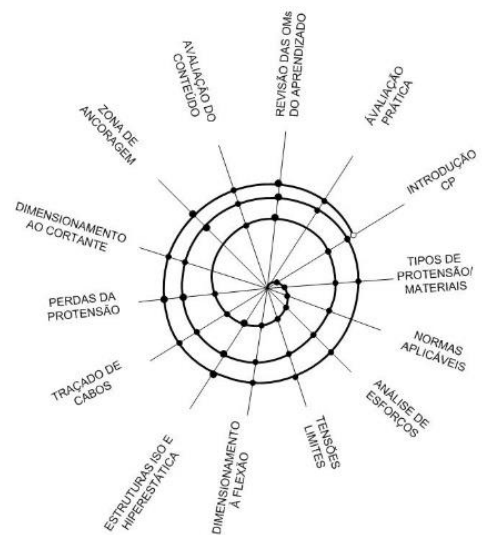 REVISÃO DAS OMs
DO APRENDIZADO
ÁVALIAÇÃO
PRÁTICA
INTRODUÇÃO
CP
TIPOS DE
PROTENSÃO/
MATERIAIS
NORMAS
APLICÁVEIS
ANÁLISE DE
ESFORÇOS
TENSÕES
LIMITES
DIMENSIONAMENTO
À FLEXÃO
ESTRUTURAS ISO E
HIPERESTÁTICA
TRAÇADO DE
CABOS
PERDAS DA
PROTENSÃO
DIMENSIONAMENTO
AO CORTANTE
ZONA DE
ANCORAGEM
AVALIAÇÃO DO
CONTEÚDO